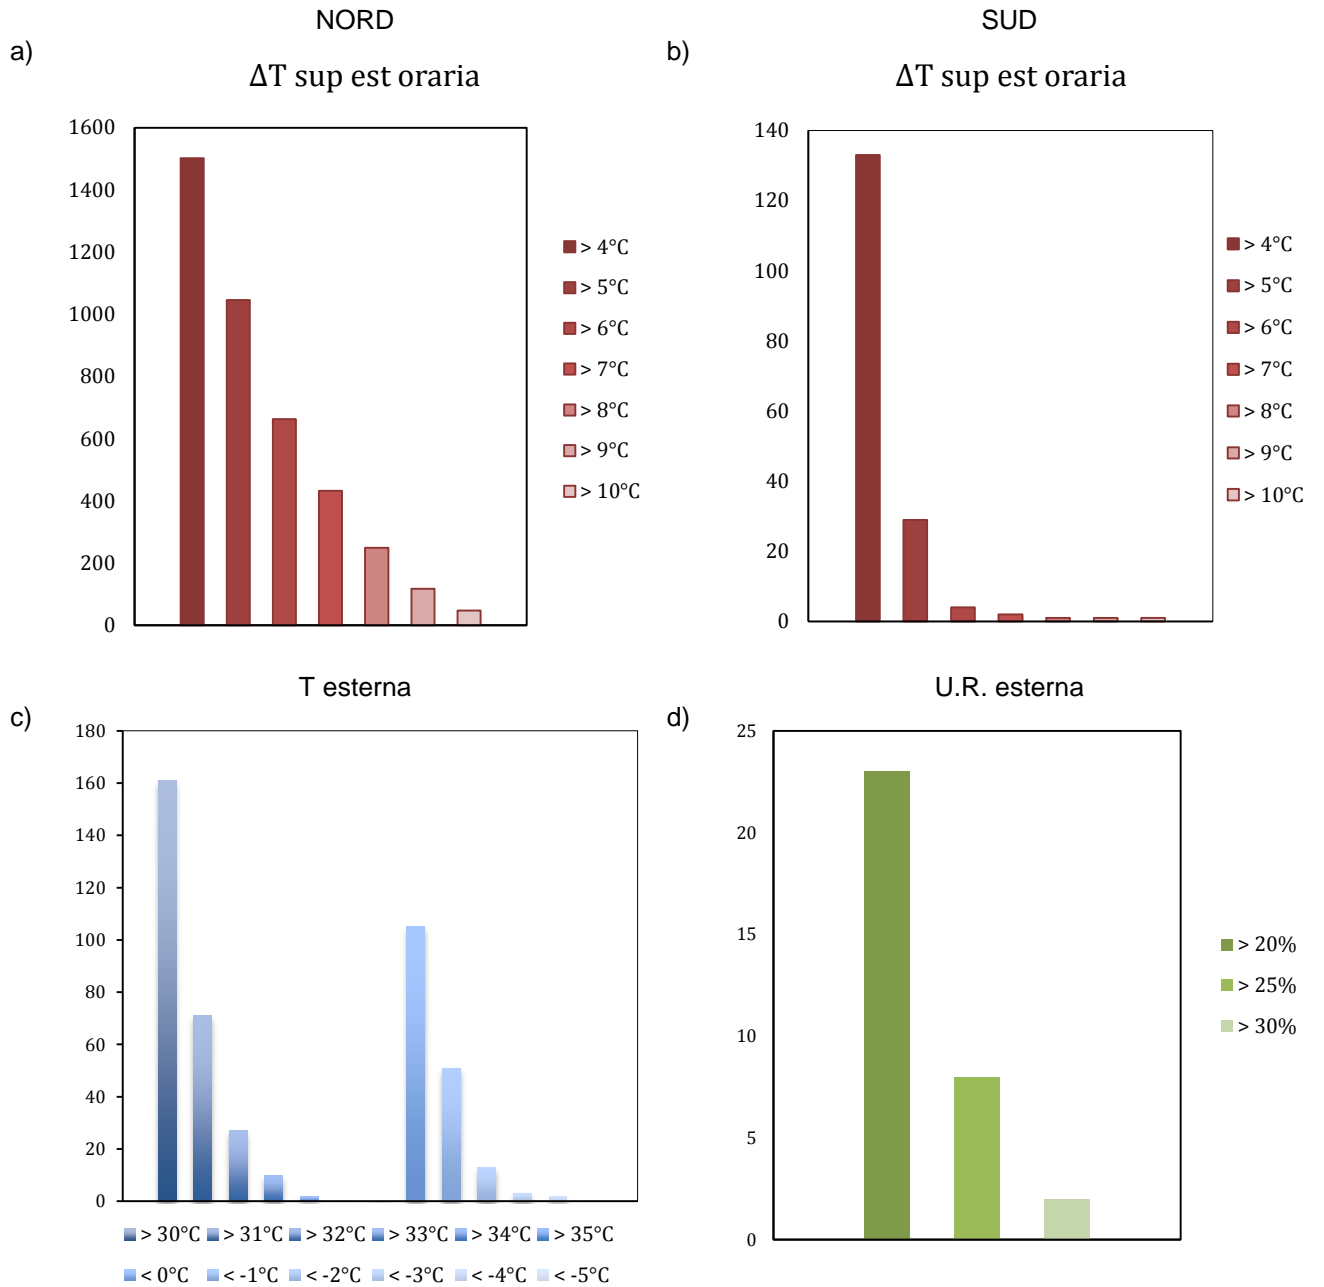 NORD
a)
ΔT sup est oraria
1600
1400
1200
1000
800
600
400
200
0
> 4°C
> 5°C
> 6°C
> 7°C
> 8°C
> 9°C
> 10°C
SUD
b)
ΔT sup est oraria
140
120
100
80
60
40
20
0
> 4°C
> 5°C
> 6°C
> 7°C
> 8°C
> 9°C
> 10°C
T esterna
c)
180
160
140
120
100
80
60
40
20
0
> 30°C > 31°C > 32°C > 33°C > 34°C > 35°C
< 0°C < -1°C < -2°C < -3°C < -4°C < -5°C
U.R. esterna
d)
25
20
15
10
5
0
> 20%
> 25%
> 30%